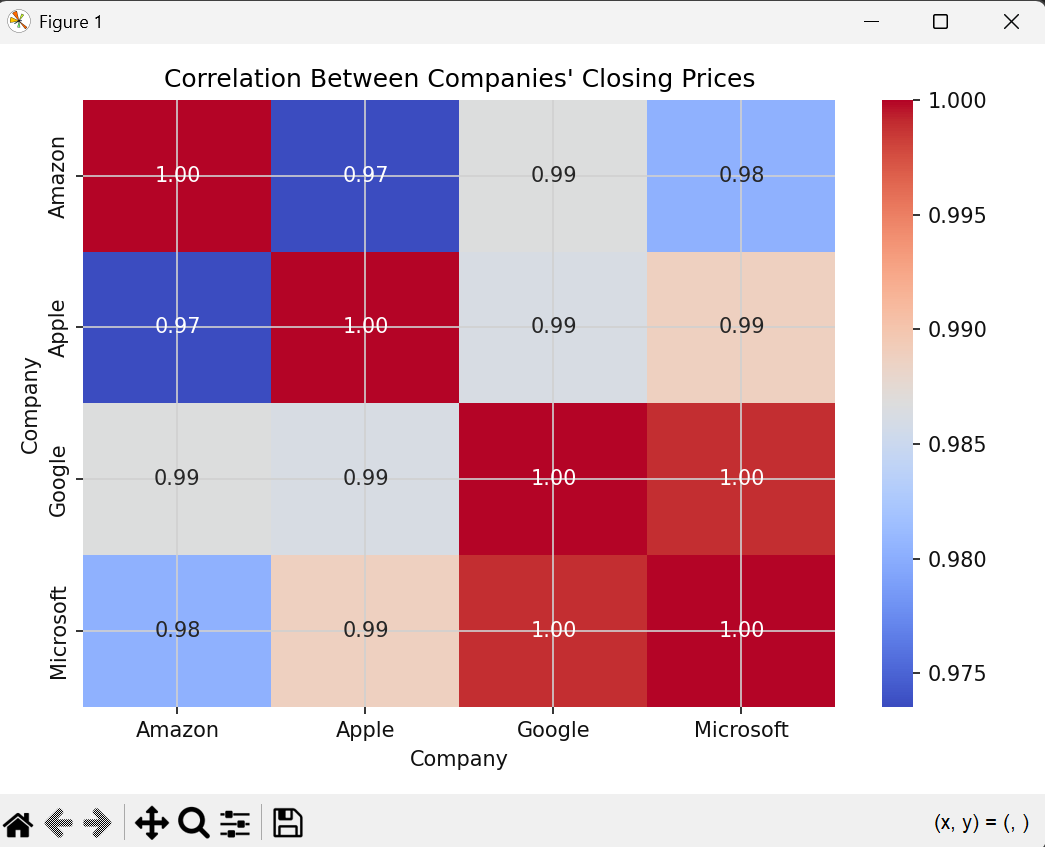 Figure 1
Correlation Between Companies' Closing Prices
Company
Amazon
1.00 0.97 0.99 0.98
Apple
0.97 1.00 0.99 0.99
Google
0.99 0.99 1.00 1.00
Microsoft
0.98 0.99 1.00 1.00
Amazon Apple Google Microsoft
Company
1.000
0.995
0.990
0.985
0.980
0.975
(x, y) = (, )